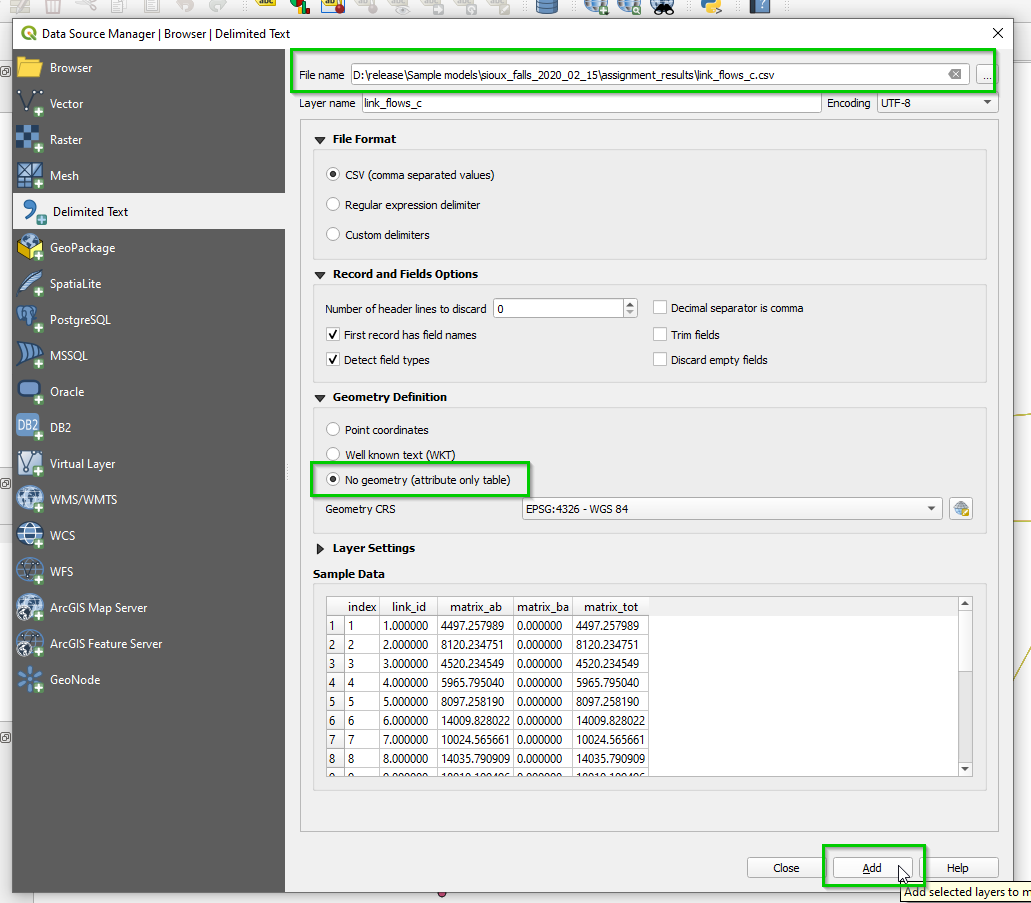 abc
Data Source Manager | Browser | Delimited Text
Browser
Vector
Raster
Mesh
Delimited Text
GeoPackage
SpatiaLite
PostgreSQL
MSSQL
Oracle
DB2
DB2
Virtual Layer
WMS/WMTS
WCS
WFS
ArcGIS Map Server
ArcGIS Feature Server
GeoNode
File name D:\release\Sample models\sioux_falls_2020_02_15\assignment_results\link_flows_c.csv ...
Layer name link_flows_c Encoding UTF-8
File Format
CSV (comma separated values)
Regular expression delimiter
Custom delimiters
Record and Fields Options
Number of header lines to discard 0 Decimal separator is comma
First record has field names Trim fields
Detect field types Discard empty fields
Geometry Definition
Point coordinates
Well known text (WKT)
No geometry (attribute only table)
Geometry CRS EPSG:4326 - WGS 84
Layer Settings
Sample Data
index link_id matrix_ab matrix_ba matrix_tot
1 1 1.000000 4497.257989 0.000000 4497.257989
2 2 2.000000 8120.234751 0.000000 8120.234751
3 3 3.000000 4520.234549 0.000000 4520.234549
4 4 4.000000 5965.795040 0.000000 5965.795040
5 5 5.000000 8097.258190 0.000000 8097.258190
6 6 6.000000 14009.828022 0.000000 14009.828022
7 7 7.000000 10024.565661 0.000000 10024.565661
8 8 8.000000 14035.790909 0.000000 14035.790909
Close Add Help
Add selected layers to m